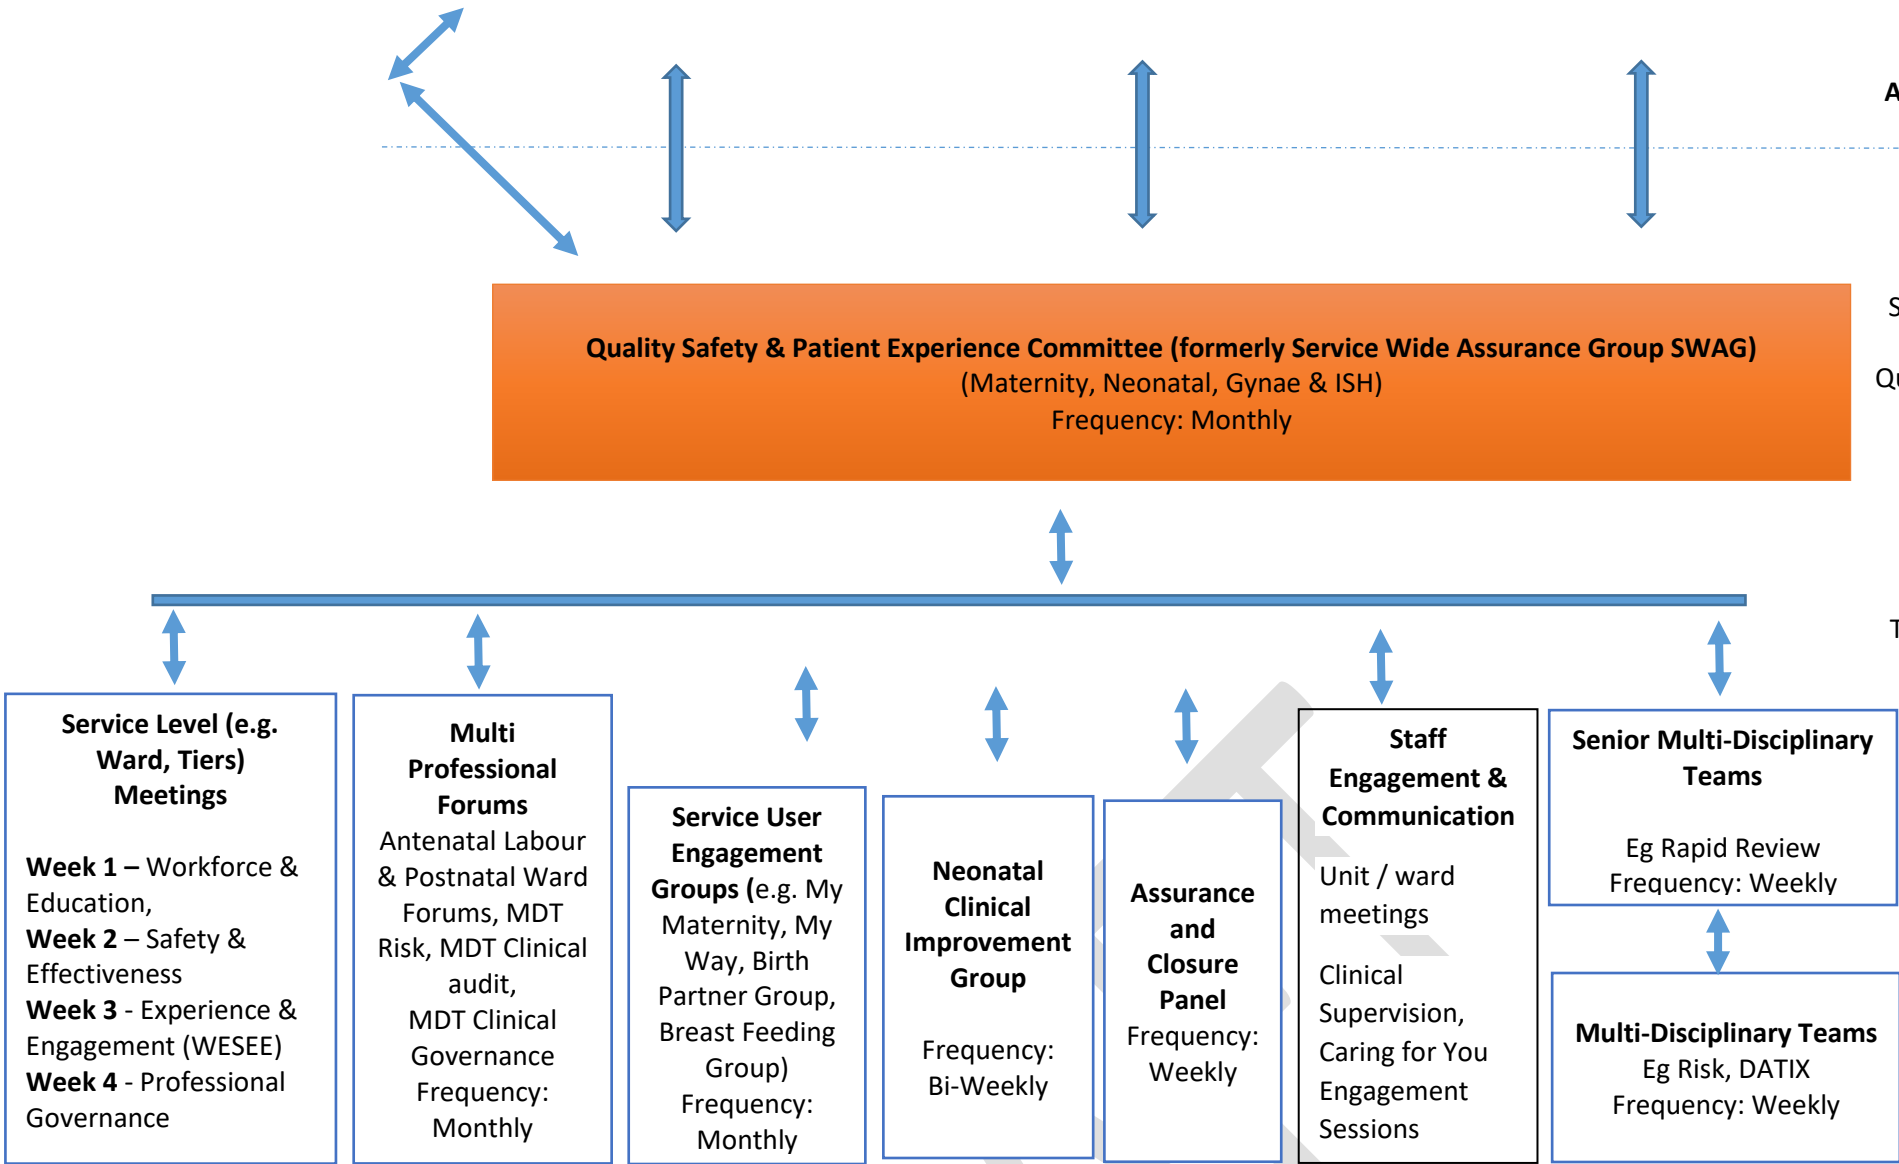 A
S
Quality Safety & Patient Experience Committee (formerly Service Wide Assurance Group SWAG)
(Maternity, Neonatal, Gynae & ISH)
Qu
Frequency: Monthly
T
Service Level (e.g.
Ward, Tiers)
Meetings
Week 1 – Workforce &
Education,
Week 2 – Safety &
Effectiveness
Week 3 - Experience &
Engagement (WESEE)
Week 4 - Professional
Governance
Multi
Professional
Forums
Antenatal Labour
& Postnatal Ward
Forums, MDT
Risk, MDT Clinical
audit,
MDT Clinical
Governance
Frequency:
Monthly
Service User
Engagement
Groups (e.g. My
Maternity, My
Way, Birth
Partner Group,
Breast Feeding
Group)
Frequency:
Monthly
Neonatal
Clinical
Improvement
Group
Frequency:
Bi-Weekly
Assurance
and
Closure
Panel
Frequency:
Weekly
Staff
Engagement &
Communication
Unit / ward
meetings
Clinical
Supervision,
Caring for You
Engagement
Sessions
Senior Multi-Disciplinary
Teams
Eg Rapid Review
Frequency: Weekly
Multi-Disciplinary Teams
Eg Risk, DATIX
Frequency: Weekly